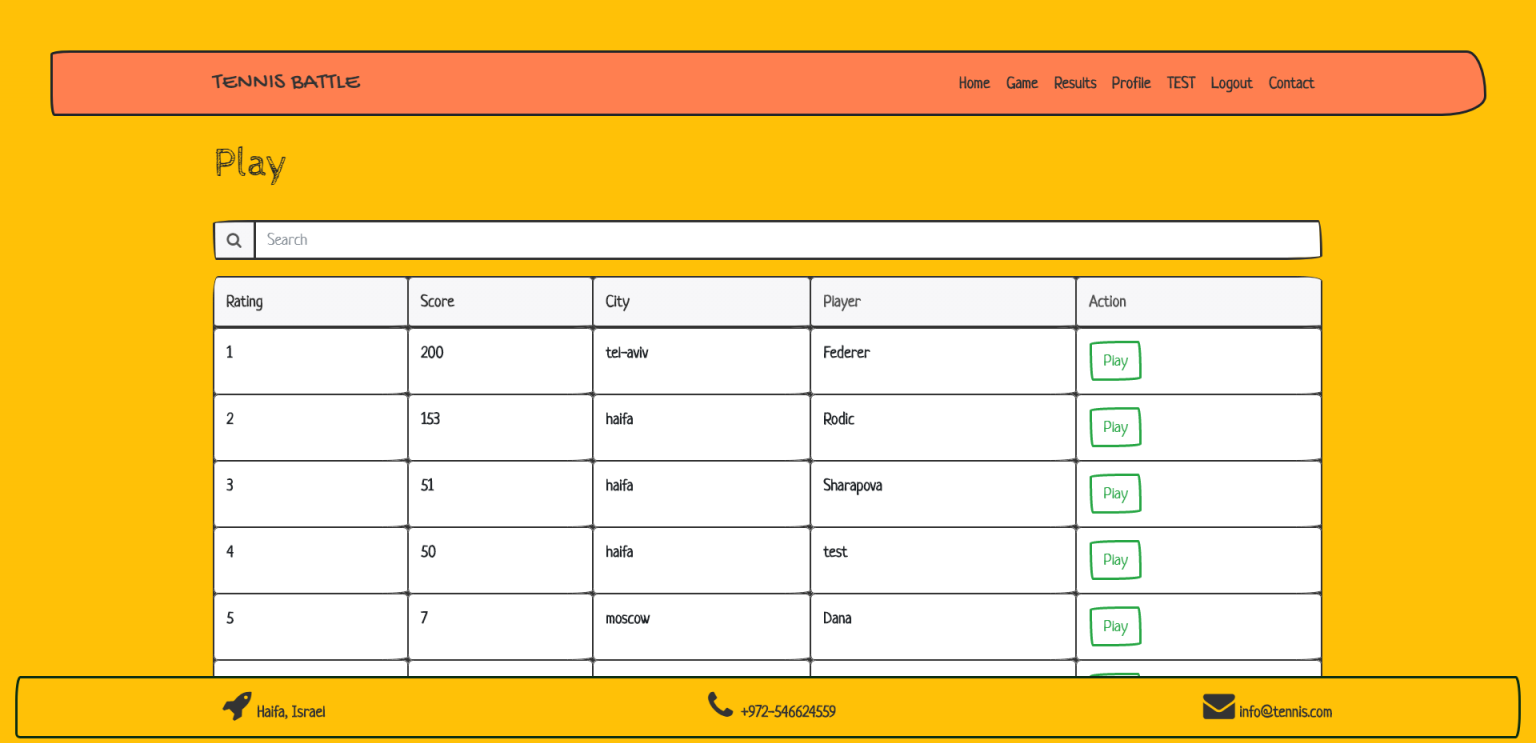 TENNIS BATTLE Home Game Results Profile TEST Logout Contact
Play
Search
Rating Score City Player Action
1 200 tel-aviv Federer Play
2 153 haifa Rodic Play
3 51 haifa Sharapova Play
4 50 haifa test Play
5 7 moscow Dana Play
Haifa, Israel +972-546624559 info@tennis.com